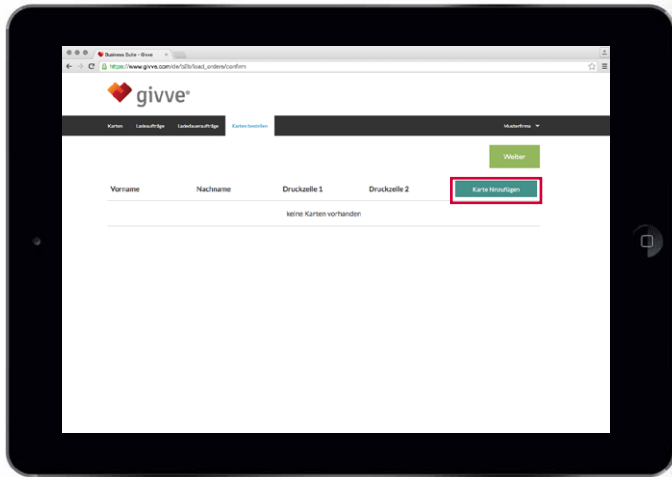 Business Suite - Givve
https://www.givve.com/de/b2b/load_orders/confirm
givve®
Karten Ladeaufträge Ladedaueraufträge Karten bestellen Musterfirma
Weiter
Vorname Nachname Druckzeile 1 Druckzeile 2 Karte hinzufügen
keine Karten vorhanden